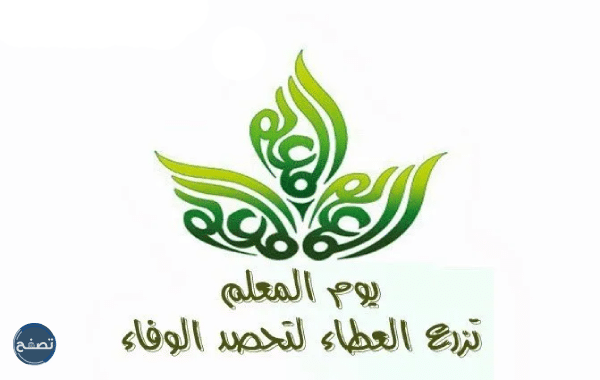 يوم المعلم
تزرع العطاء لتحصد الوفاء
تصفح